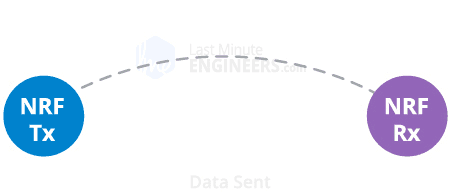 Last Minute
ENGINEERS.com
NRF
Tx
NRF
Rx
Data Sent